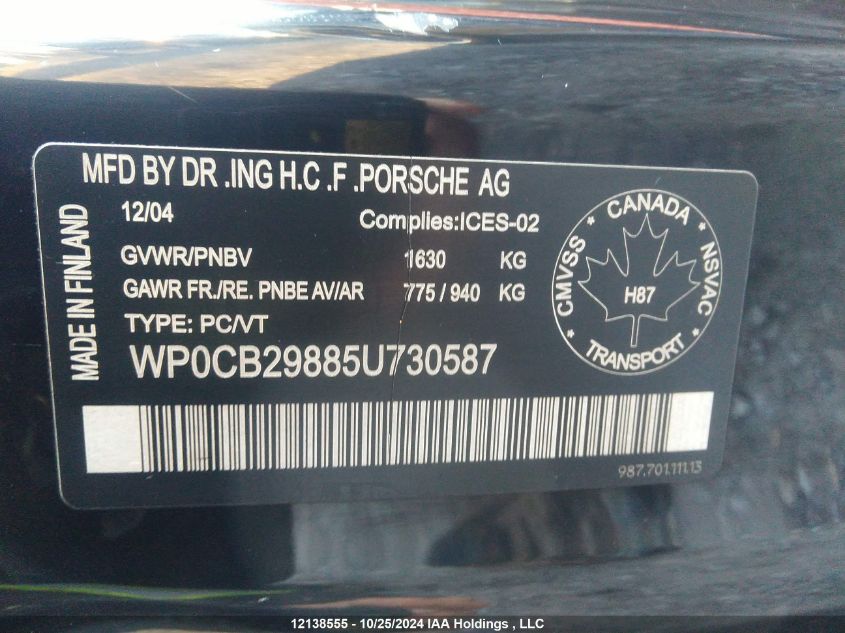 MFD BY DR .ING H.C .F .PORSCHE AG
12/04 Complies:ICES-02
GVWR/PNBV 1630 KG
GAWR FR./RE. PNBE AV/AR 775 / 940 KG
TYPE: PC/VT
WP0CB29885U730587
MADE IN FINLAND
CANADA
CMVSS
NSVAC
H87
TRANSPORT
987.701.111.13
12138555 - 10/25/2024 IAA Holdings , LLC